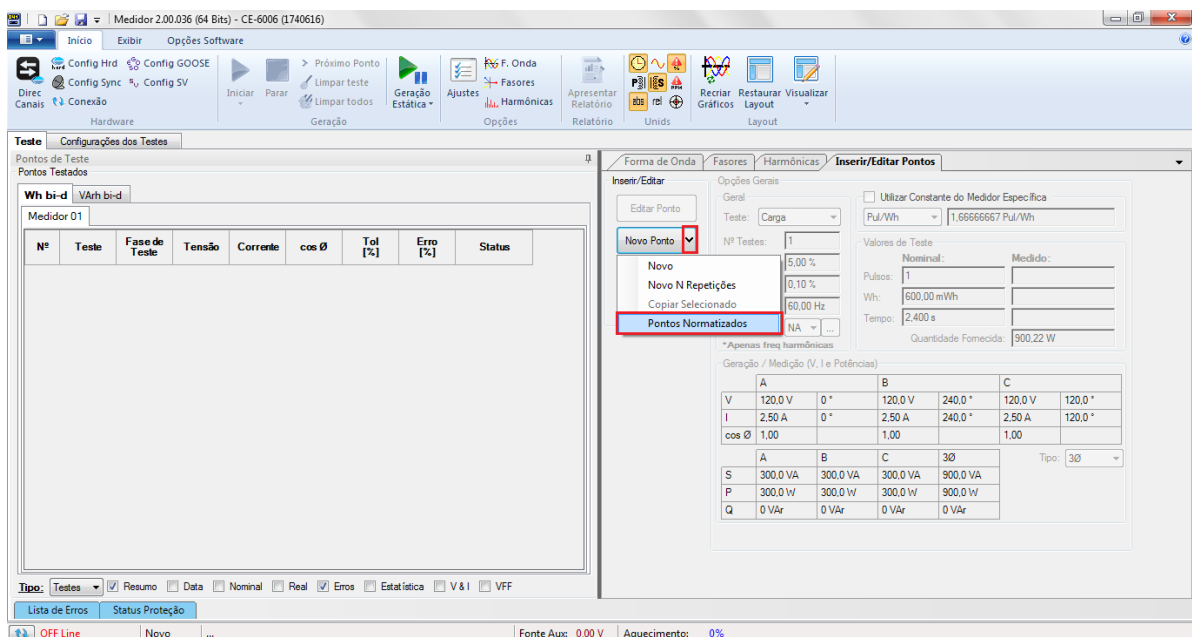 Medidor 2.00.036 (64 Bits) - CE-6006 (1740616)
Início Exibir Opções Software
Direc Canais
Config Hrd Config GOOSE
Config Sync Config SV
Conexão
Hardware
Iniciar Parar
Próximo Ponto
Limpar teste
Limpar todos
Geração Estática
Geração
Ajustes
F. Onda
Fasores
Harmônicas
Opções
Apresentar Relatório
Relatório
abs rel
Unids
Recriar Gráficos
Restaurar Layout
Visualizar
Layout
Teste Configurações dos Testes
Pontos de Teste
Pontos Testados
Wh bi-d VArh bi-d
Medidor 01
Nº Teste Fase de Teste Tensão Corrente cos Ø Tol [%] Erro [%] Status
Tipo: Testes Resumo Data Nominal Real Erros Estatística V & I VFF
Lista de Erros Status Proteção
Forma de Onda Fasores Harmônicas Inserir/Editar Pontos
Inserir/Editar
Editar Ponto
Novo Ponto
Novo
Novo N Repetições
Copiar Selecionado
Pontos Normatizados
Opções Gerais
Geral
Teste: Carga
Nº Testes: 1
5,00 %
0,10 %
60,00 Hz
NA ...
*Apenas freq harmônicas
Utilizar Constante do Medidor Específica
Pul/Wh 1,66666667 Pul/Wh
Valores de Teste
Nominal: Medido:
Pulsos: 1
Wh: 600,00 mWh
Tempo: 2,400 s
Quantidade Fornecida: 900,22 W
Geração / Medição (V, I e Potências)
A B C
V 120,0 V 0 ° 120,0 V 240,0 ° 120,0 V 120,0 °
I 2,50 A 0 ° 2,50 A 240,0 ° 2,50 A 120,0 °
cos Ø 1,00 1,00 1,00
A B C 3Ø
Tipo: 3Ø
S 300,0 VA 300,0 VA 300,0 VA 900,0 VA
P 300,0 W 300,0 W 300,0 W 900,0 W
Q 0 VAr 0 VAr 0 VAr 0 VAr
OFF Line Novo ... Fonte Aux: 0.00 V Aquecimento: 0%